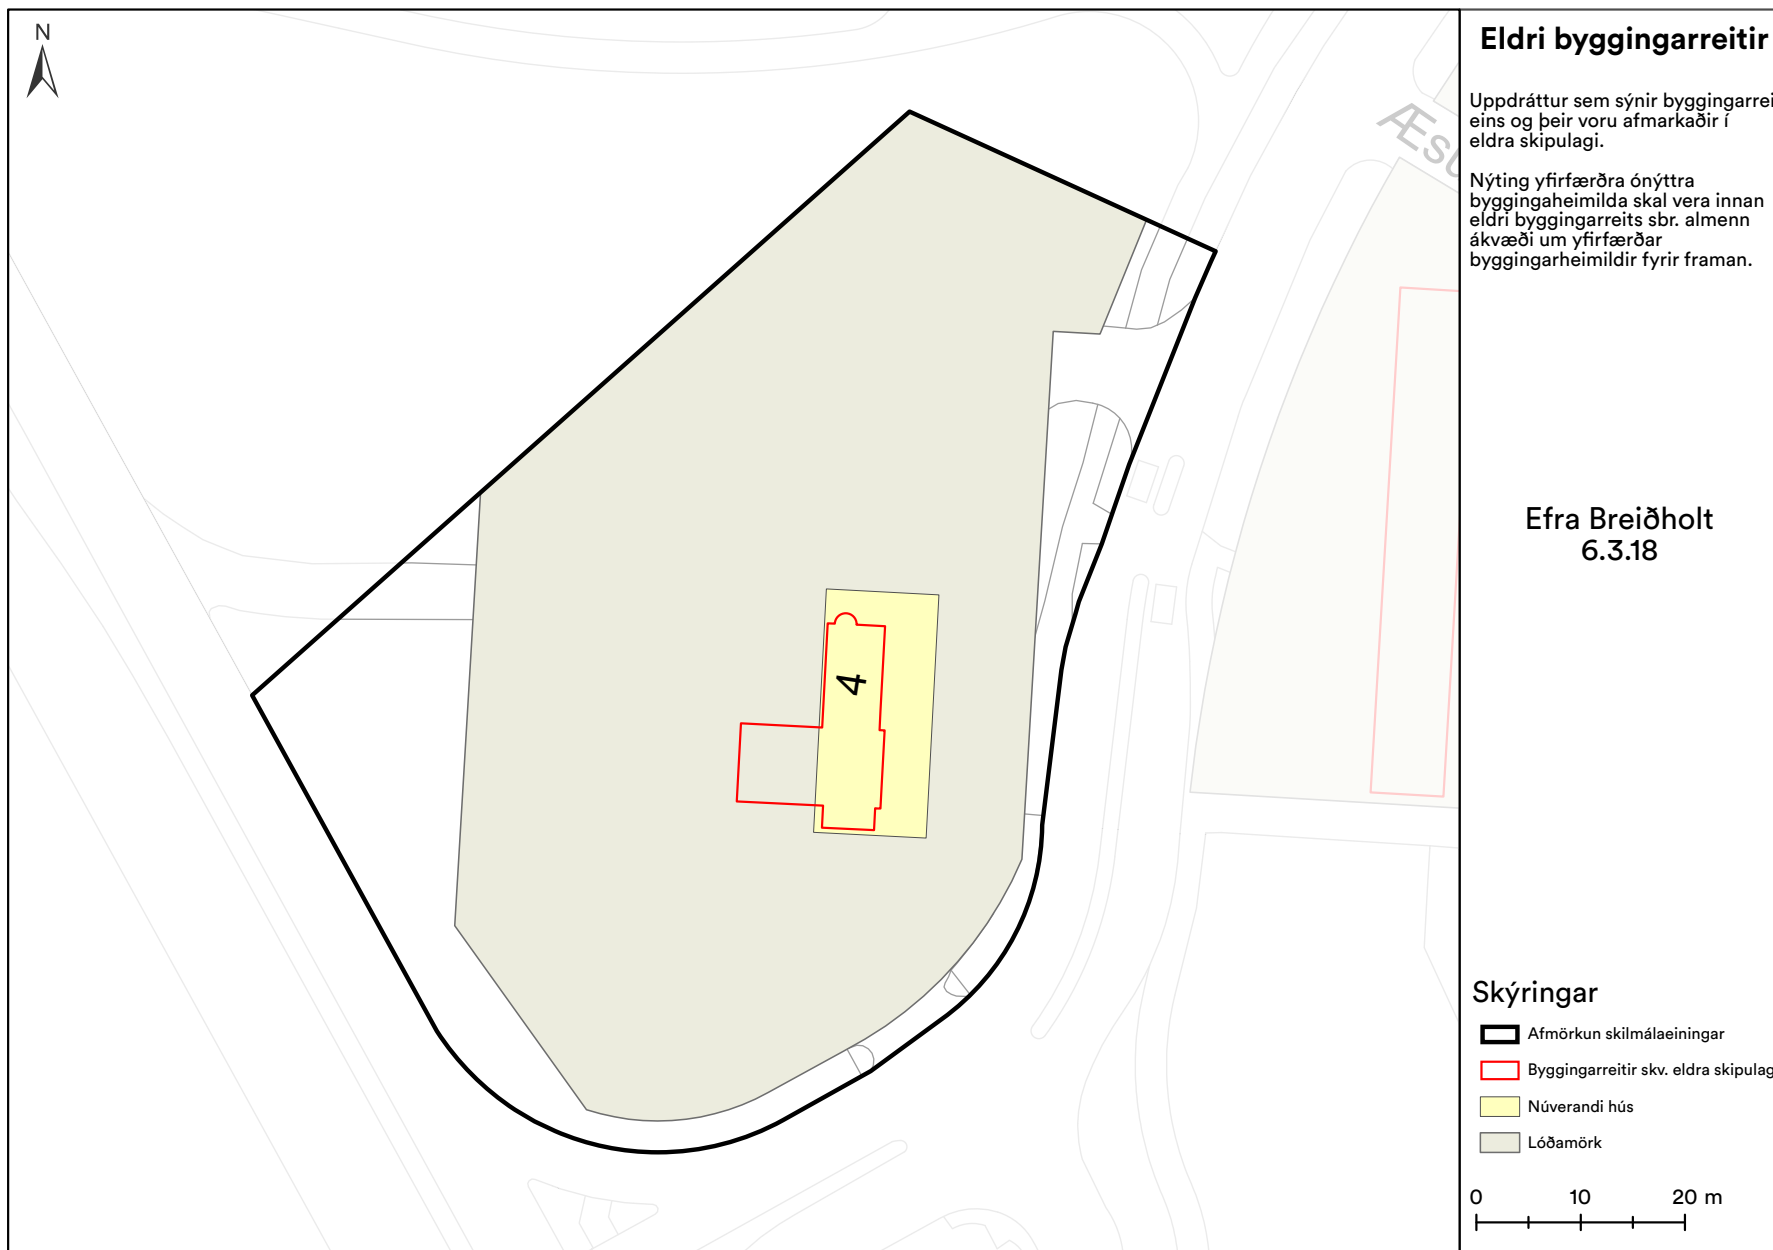 N
Eldri byggingarreitir
Uppdráttur sem sýnir byggingarrei
eins og þeir voru afmarkaðir í
eldra skipulagi.
Nýting yfirfærðra ónýttra
byggingaheimilda skal vera innan
eldri byggingarreits sbr. almenn
ákvæði um yfirfærðar
byggingarheimildir fyrir framan.
Æsu
4
Efra Breiðholt
6.3.18
Skýringar
Afmörkun skilmálaeiningar
Byggingarreitir skv. eldra skipulag
Núverandi hús
Lóðamörk
0 10 20 m